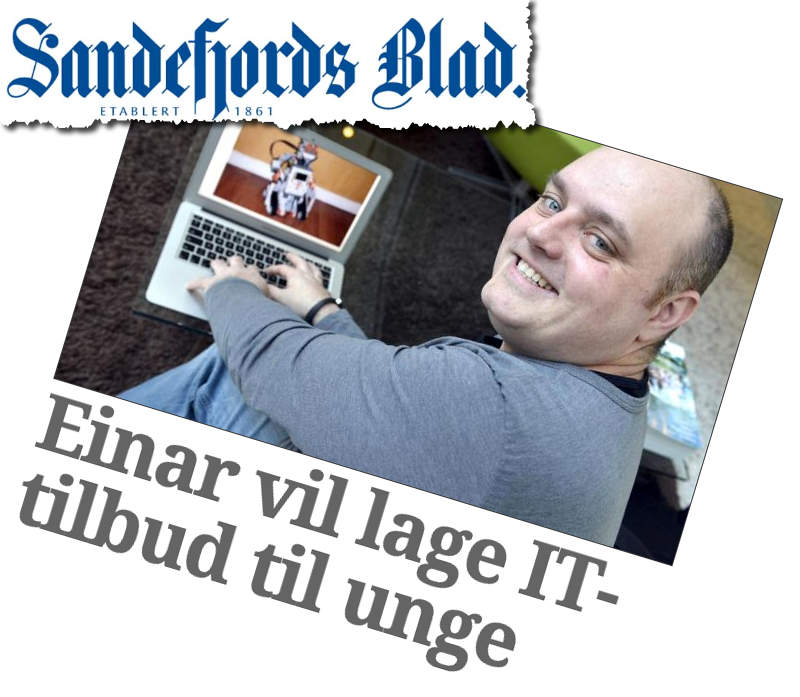 Sandefjords Blad.
ETABLERT 1861
Einar vil lage IT-
tilbud til unge